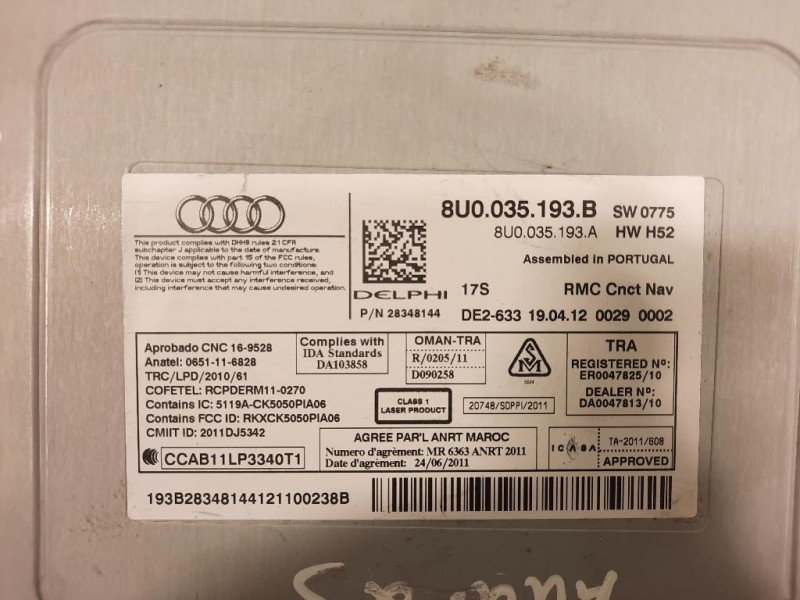 This product complies with DHHS rules 21 CFR
subchapter J applicable to the date of manufacture.
This device complies with part 15 of the FCC rules,
operation is subject to the following two conditions:
(1) This device may not cause harmful interference, and
(2) This device must accept any interference received,
including interference that may cause undesired operation.
DELPHI
P/N 28348144
8U0.035.193.B SW 0775
8U0.035.193.A HW H52
Assembled in PORTUGAL
17S RMC Cnct Nav
DE2-633 19.04.12 0029 0002
Aprobado CNC 16-9528
Anatel: 0651-11-6828
TRC/LPD/2010/61
COFETEL: RCPDERM11-0270
Contains IC: 5119A-CK5050PIA06
Contains FCC ID: RKXCK5050PIA06
CMIIT ID: 2011DJ5342
CCAB11LP3340T1
Complies with
IDA Standards
DA103858
OMAN-TRA
R/0205/11
D090258
CLASS 1
LASER PRODUCT
20748/SDPPI/2011
TRA
REGISTERED Nº:
ER0047825/10
DEALER Nº:
DA0047813/10
AGREE PAR'L ANRT MAROC
Numero d'agrément: MR 6363 ANRT 2011
Date d'agrément: 24/06/2011
ICASA
TA-2011/608
APPROVED
193B28348144121100238B